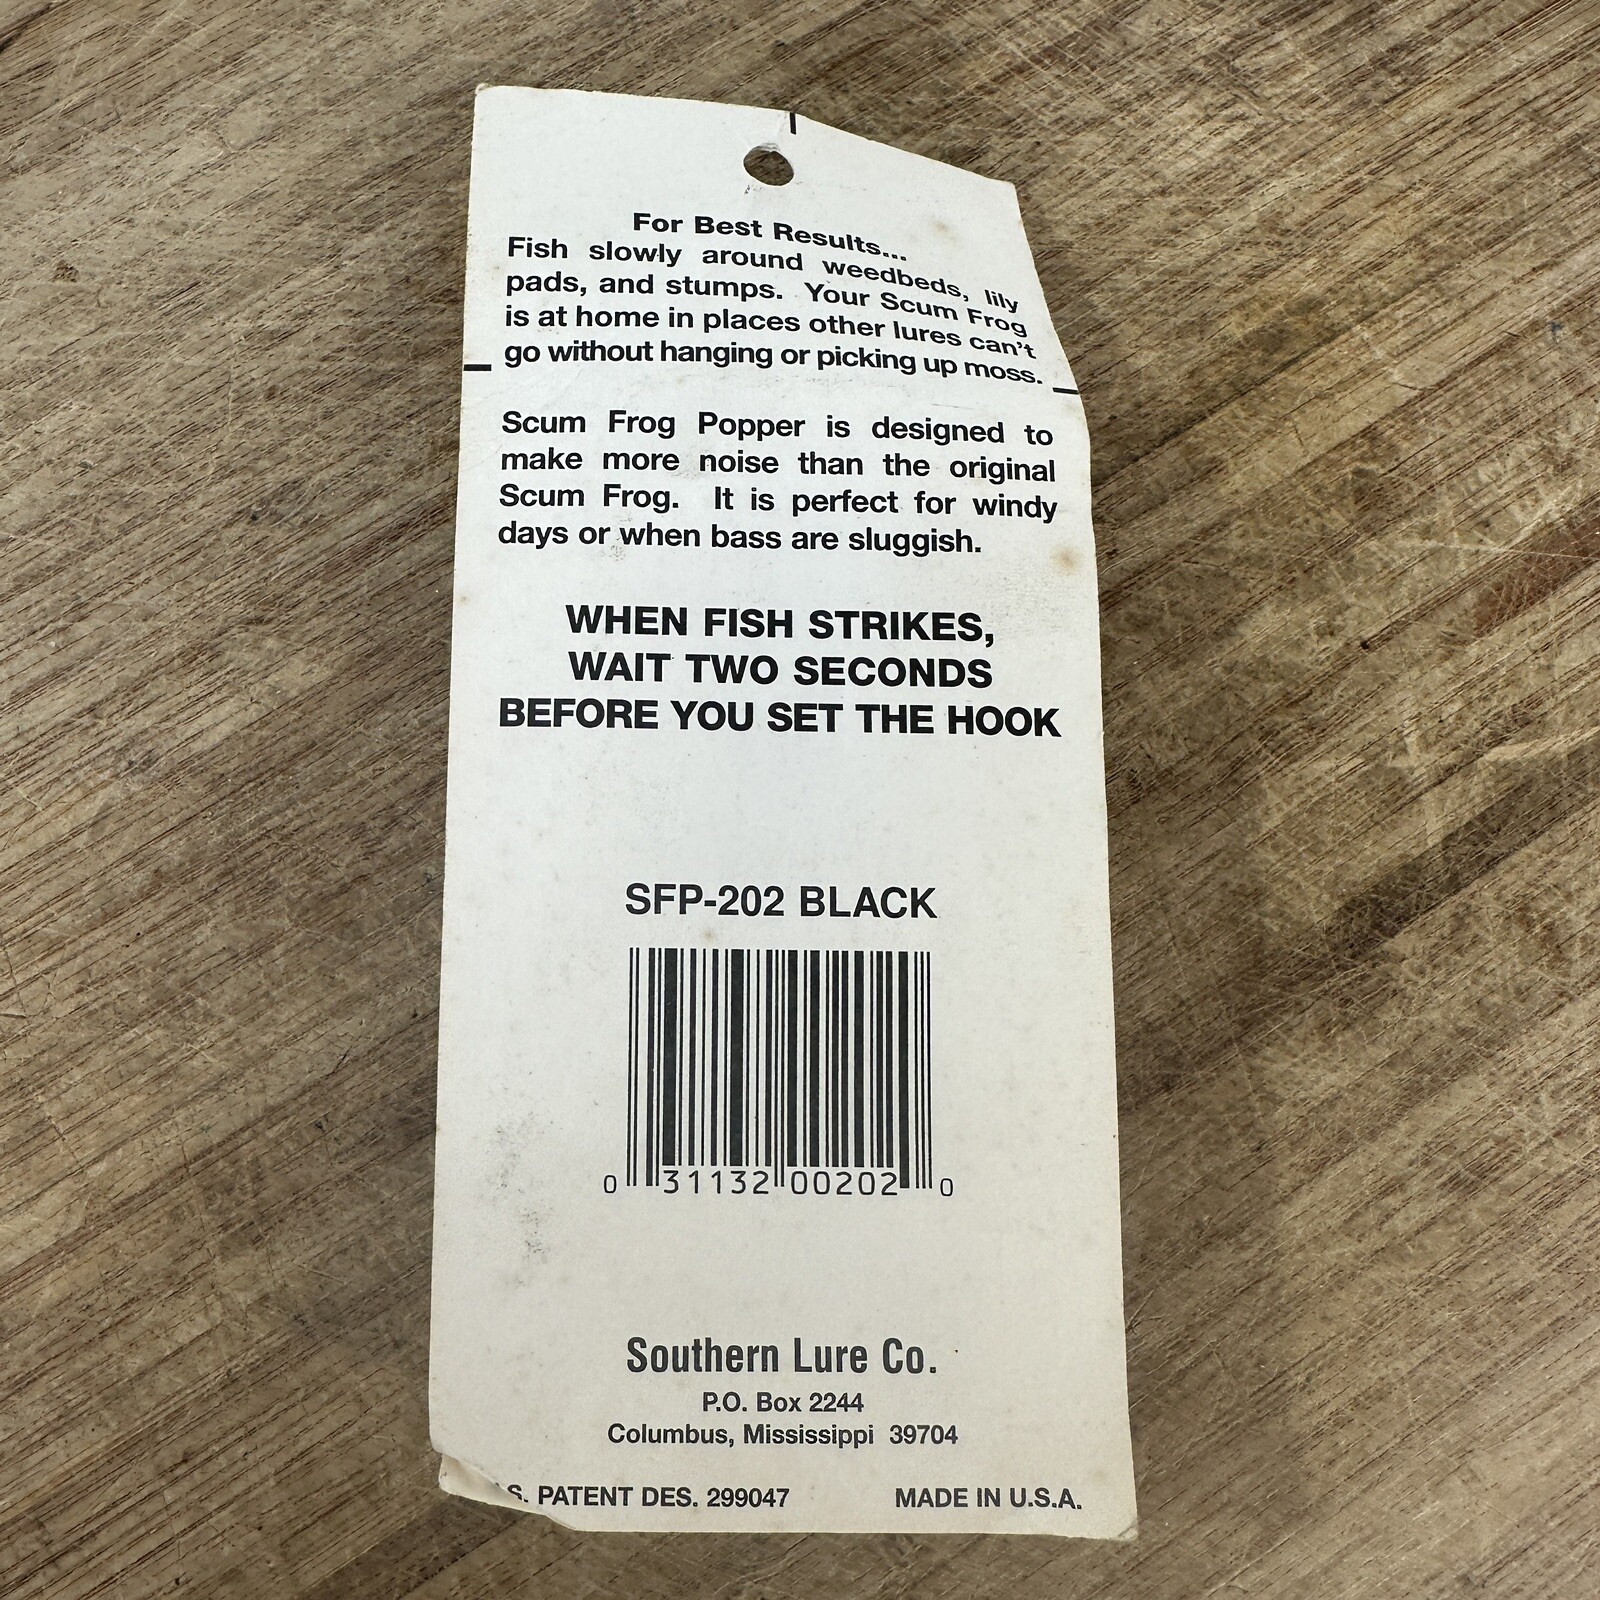 For Best Results...
Fish slowly around weedbeds, lily
pads, and stumps. Your Scum Frog
is at home in places other lures can't
go without hanging or picking up moss.
Scum Frog Popper is designed to
make more noise than the original
Scum Frog. It is perfect for windy
days or when bass are sluggish.
WHEN FISH STRIKES,
WAIT TWO SECONDS
BEFORE YOU SET THE HOOK
SFP-202 BLACK
0 31132 00202 0
Southern Lure Co.
P.O. Box 2244
Columbus, Mississippi 39704
S. PATENT DES. 299047 MADE IN U.S.A.